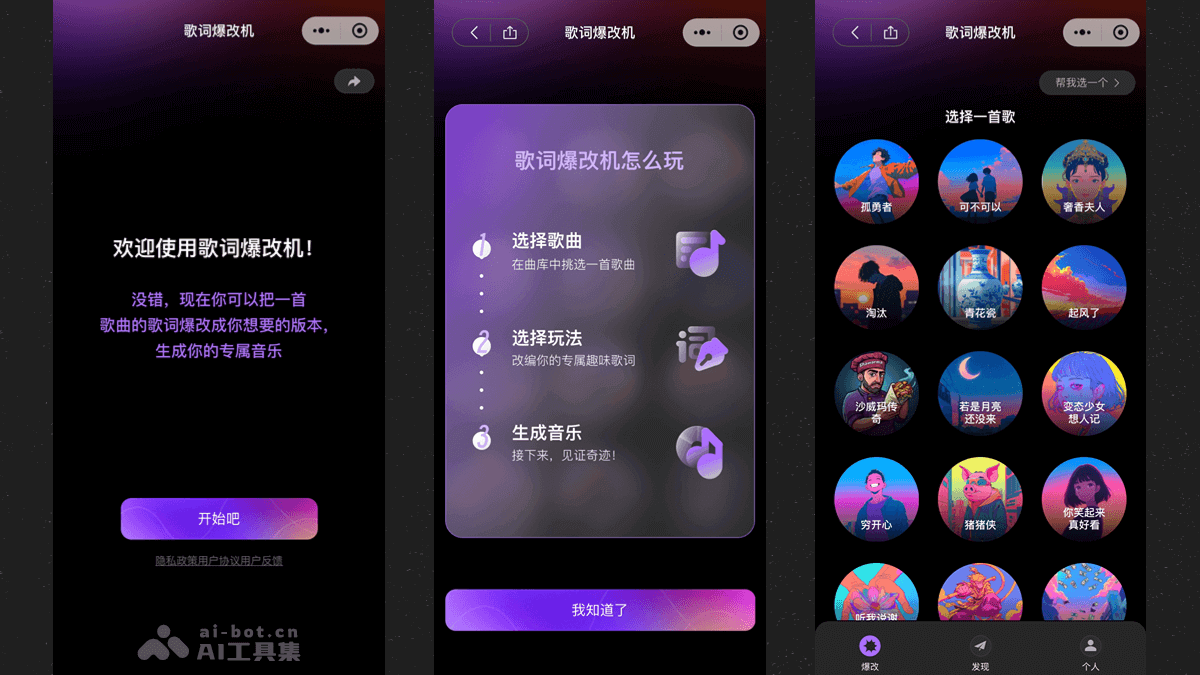 歌词爆改机
欢迎使用歌词爆改机！
没错，现在你可以把一首
歌曲的歌词爆改成你想要的版本，
生成你的专属音乐
开始吧
隐私政策用户协议用户反馈
ai-bot.cn
AI工具集
歌词爆改机
歌词爆改机怎么玩
1
选择歌曲
在曲库中挑选一首歌曲
2
选择玩法
改编你的专属趣味歌词
词
3
生成音乐
接下来，见证奇迹！
我知道了
歌词爆改机
帮我选一个
选择一首歌
孤勇者
可不可以
奢香夫人
淘汰
青花瓷
起风了
沙威玛传
奇
若是月亮
还没来
变态少女
想人记
穷开心
猪猪侠
你笑起来
真好看
听我说谢
爆改
发现
个人